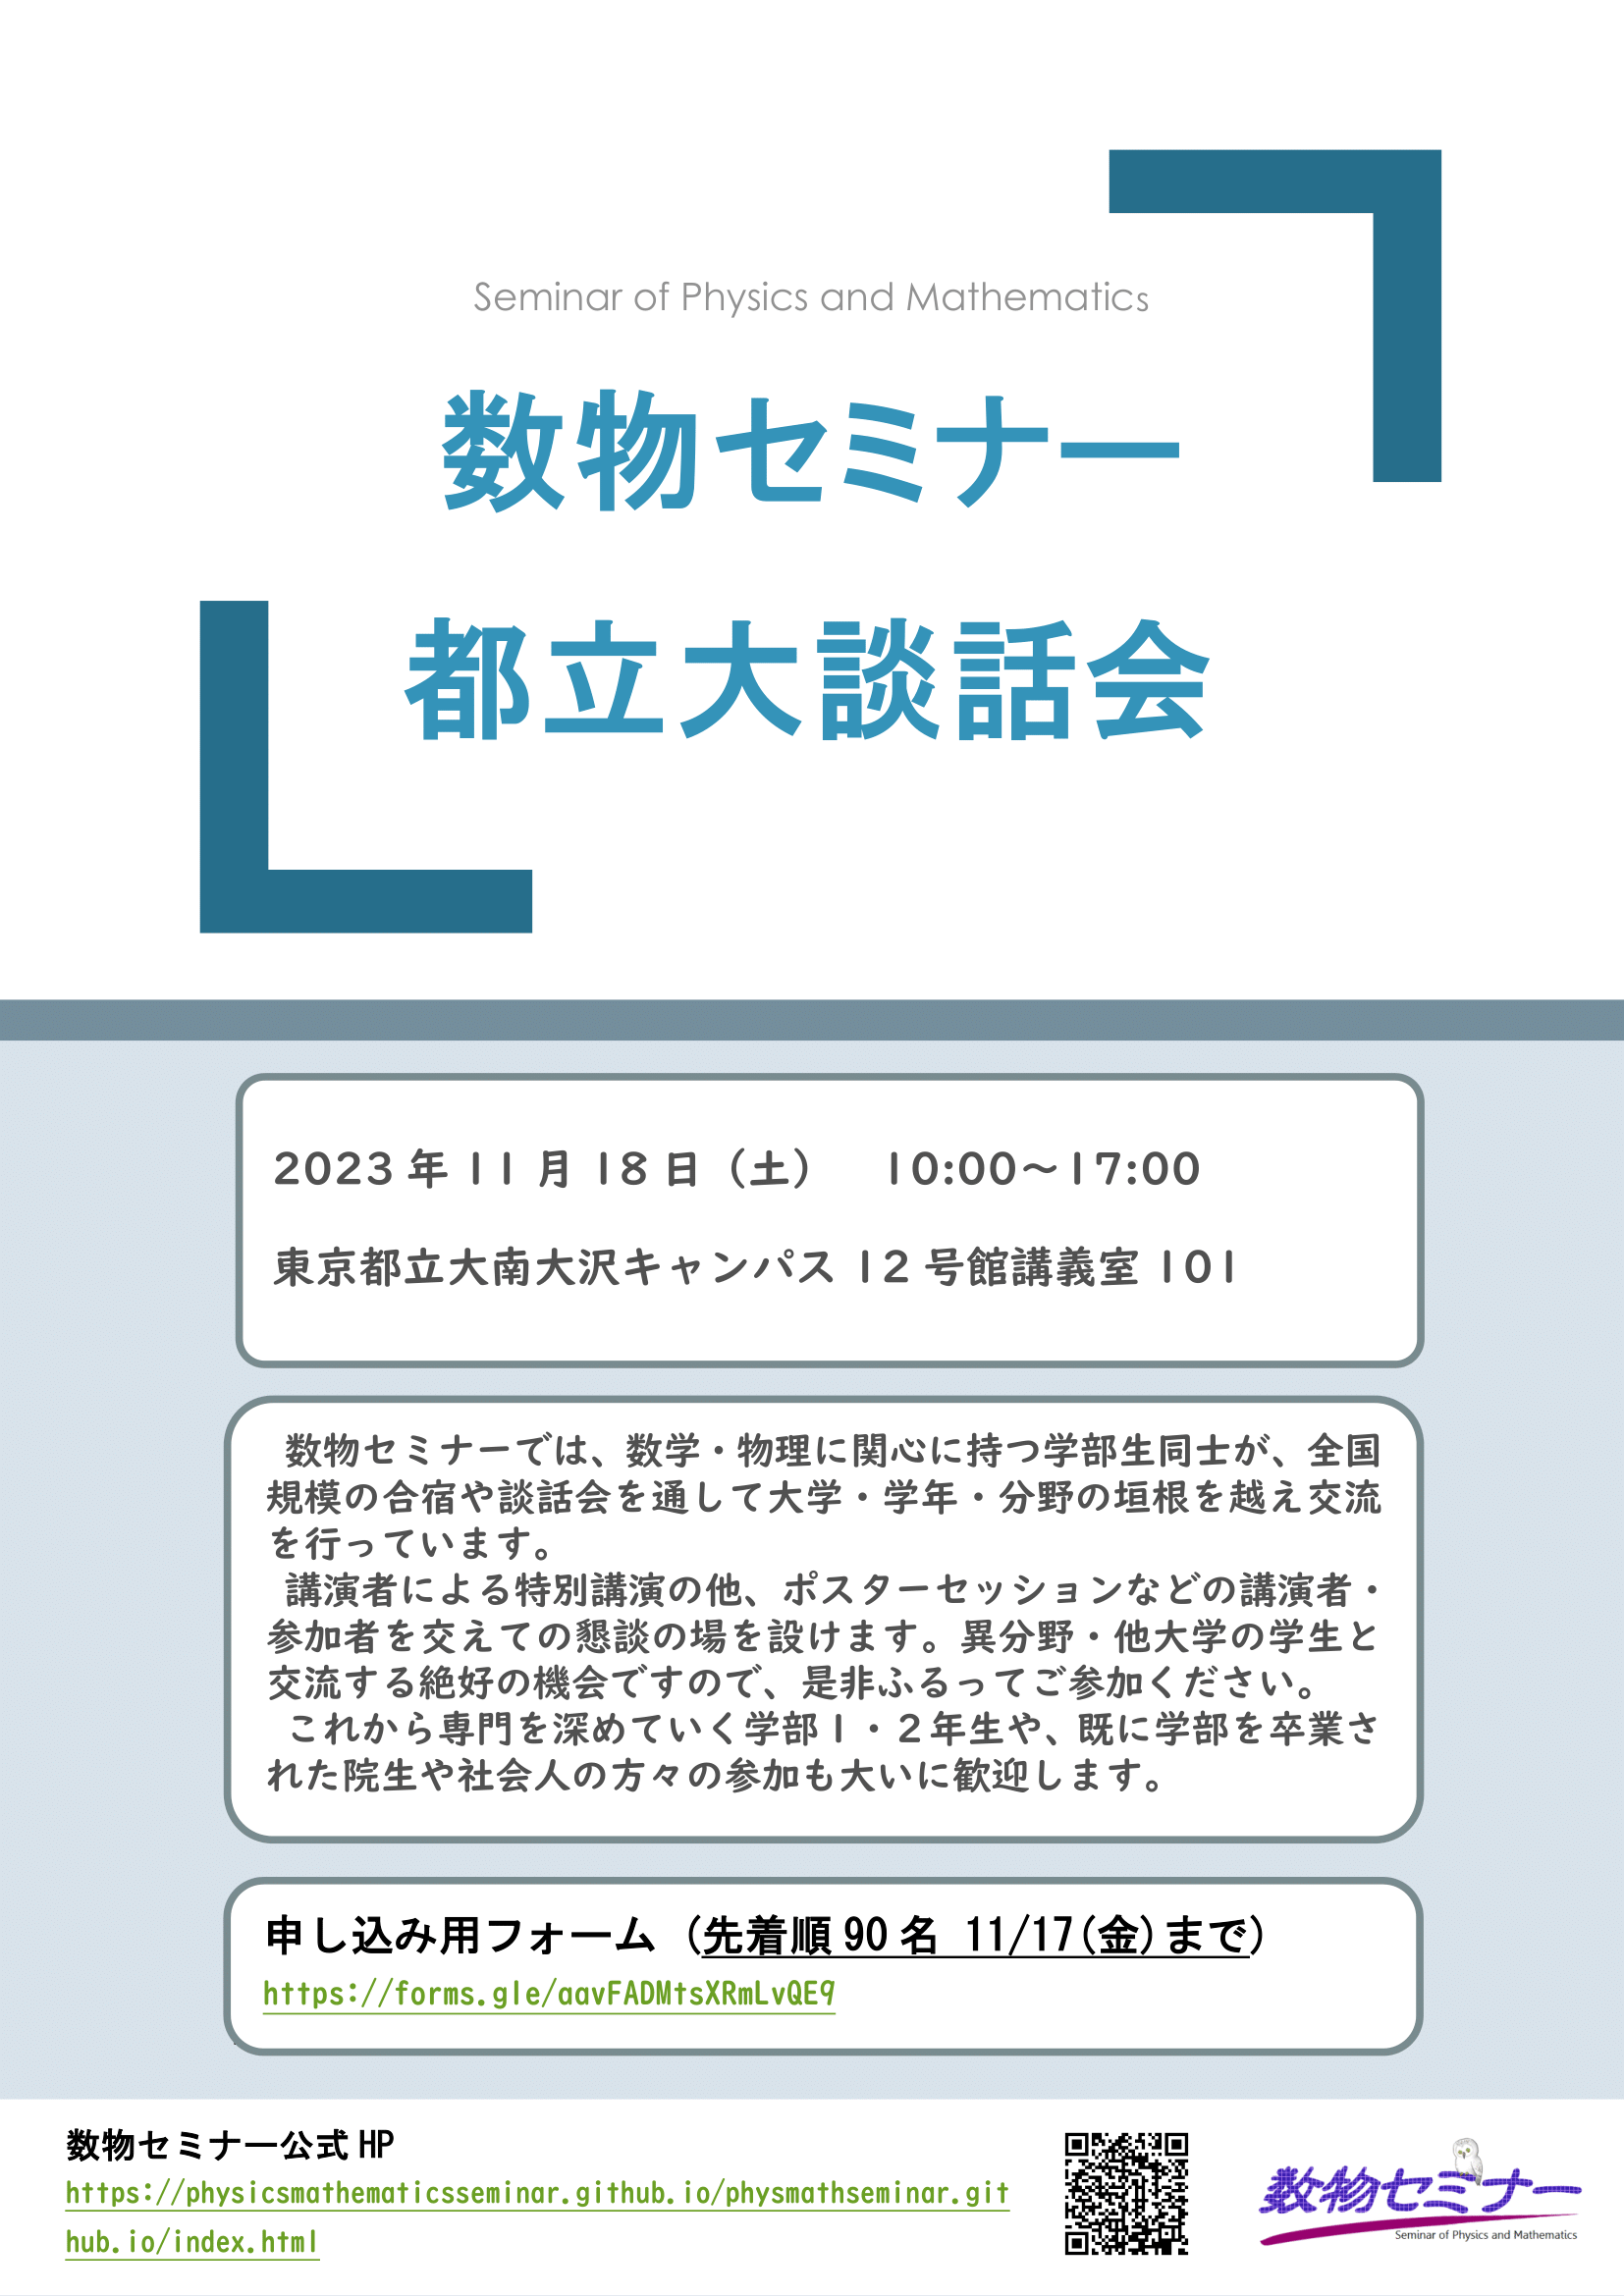 Seminar of Physics and Mathematics
数物セミナー
都立大談話会
2023年11月18日（土）　10:00～17:00
東京都立大南大沢キャンパス12号館講義室101
数物セミナーでは、数学・物理に関心に持つ学部生同士が、全国
規模の合宿や談話会を通して大学・学年・分野の垣根を越え交流
を行っています。
講演者による特別講演の他、ポスターセッションなどの講演者・
参加者を交えての懇談の場を設けます。異分野・他大学の学生と
交流する絶好の機会ですので、是非ふるってご参加ください。
これから専門を深めていく学部1・2年生や、既に学部を卒業さ
れた院生や社会人の方々の参加も大いに歓迎します。
申し込み用フォーム（先着順90名 11/17(金)まで）
https://forms.gle/aavFADMtsXRmLvQE9
数物セミナー公式HP
https://physicsmathematicsseminar.github.io/physmathseminar.git
hub.io/index.html
数物セミナー
Seminar of Physics and Mathematics